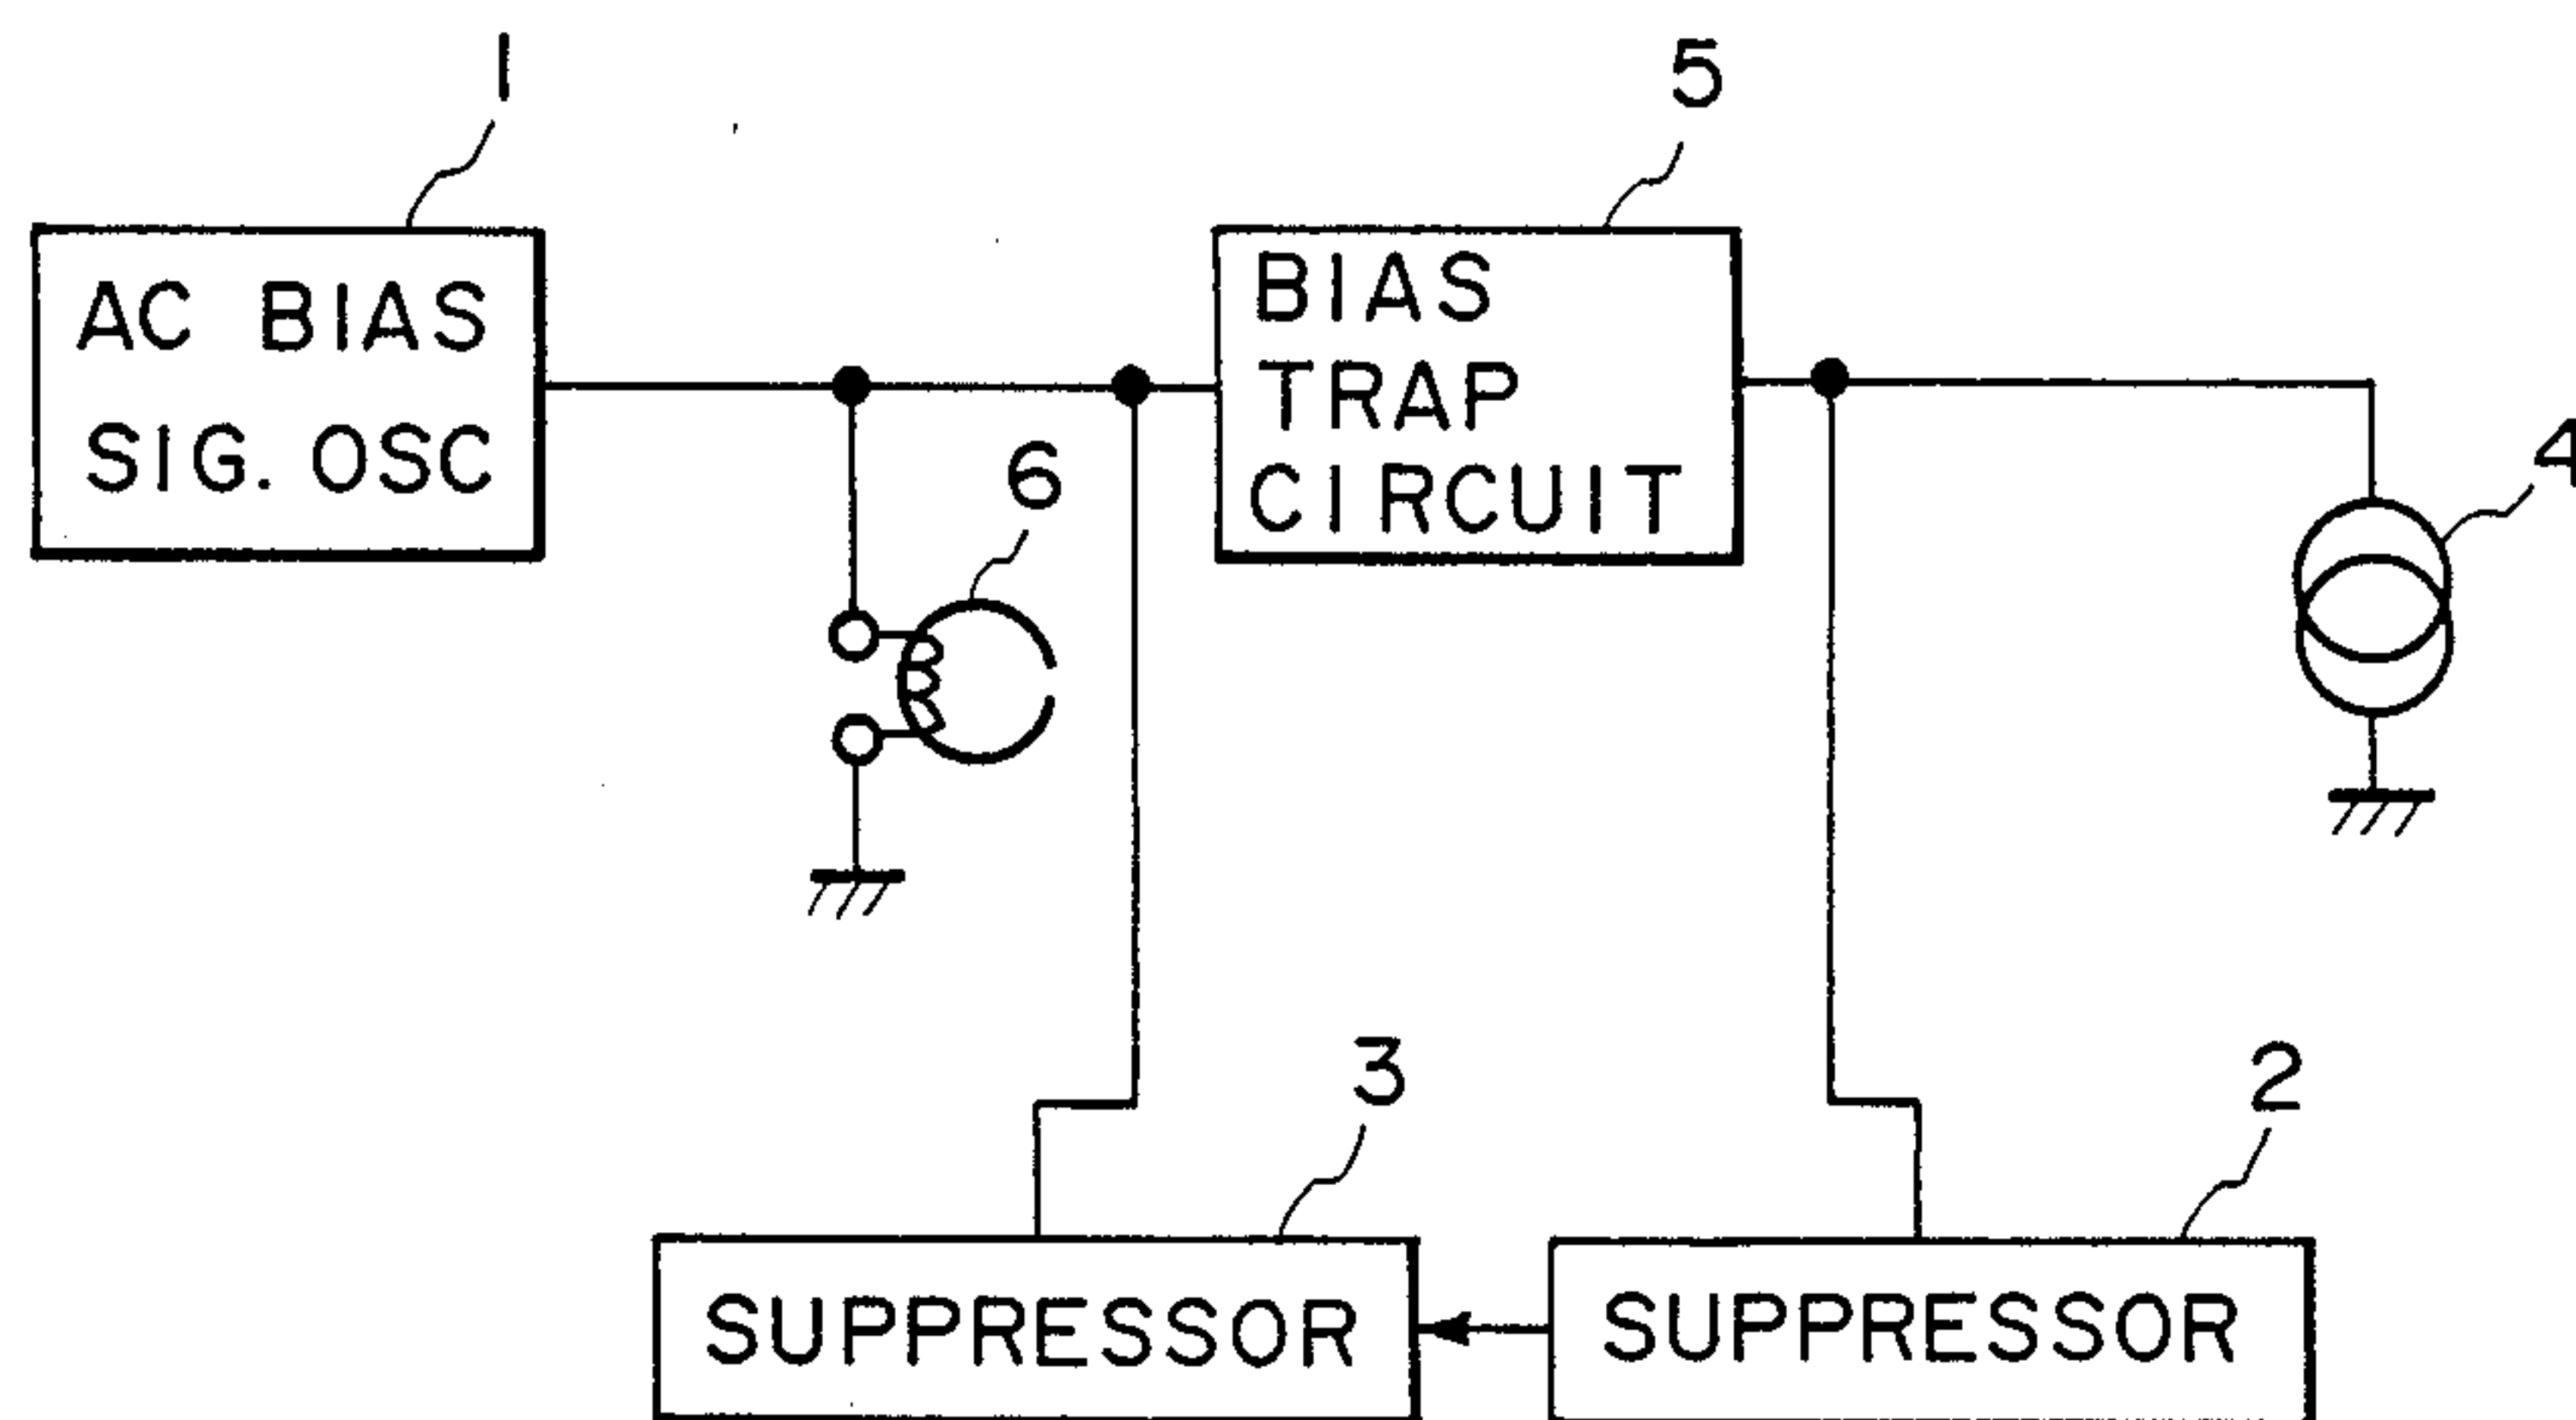 1
5
AC BIAS
SIG. OSC
BIAS
TRAP
CIRCUIT
6
4
3
2
SUPPRESSOR
SUPPRESSOR